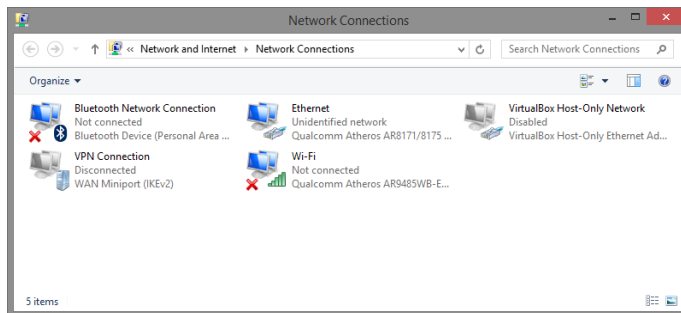 Network Connections
« Network and Internet Network Connections
Search Network Connections
Organize
Bluetooth Network Connection
Not connected
Bluetooth Device (Personal Area ...
Ethernet
Unidentified network
Qualcomm Atheros AR8171/8175 ...
VirtualBox Host-Only Network
Disabled
VirtualBox Host-Only Ethernet Ad...
VPN Connection
Disconnected
WAN Miniport (IKEv2)
Wi-Fi
Not connected
Qualcomm Atheros AR9485WB-E...
5 items